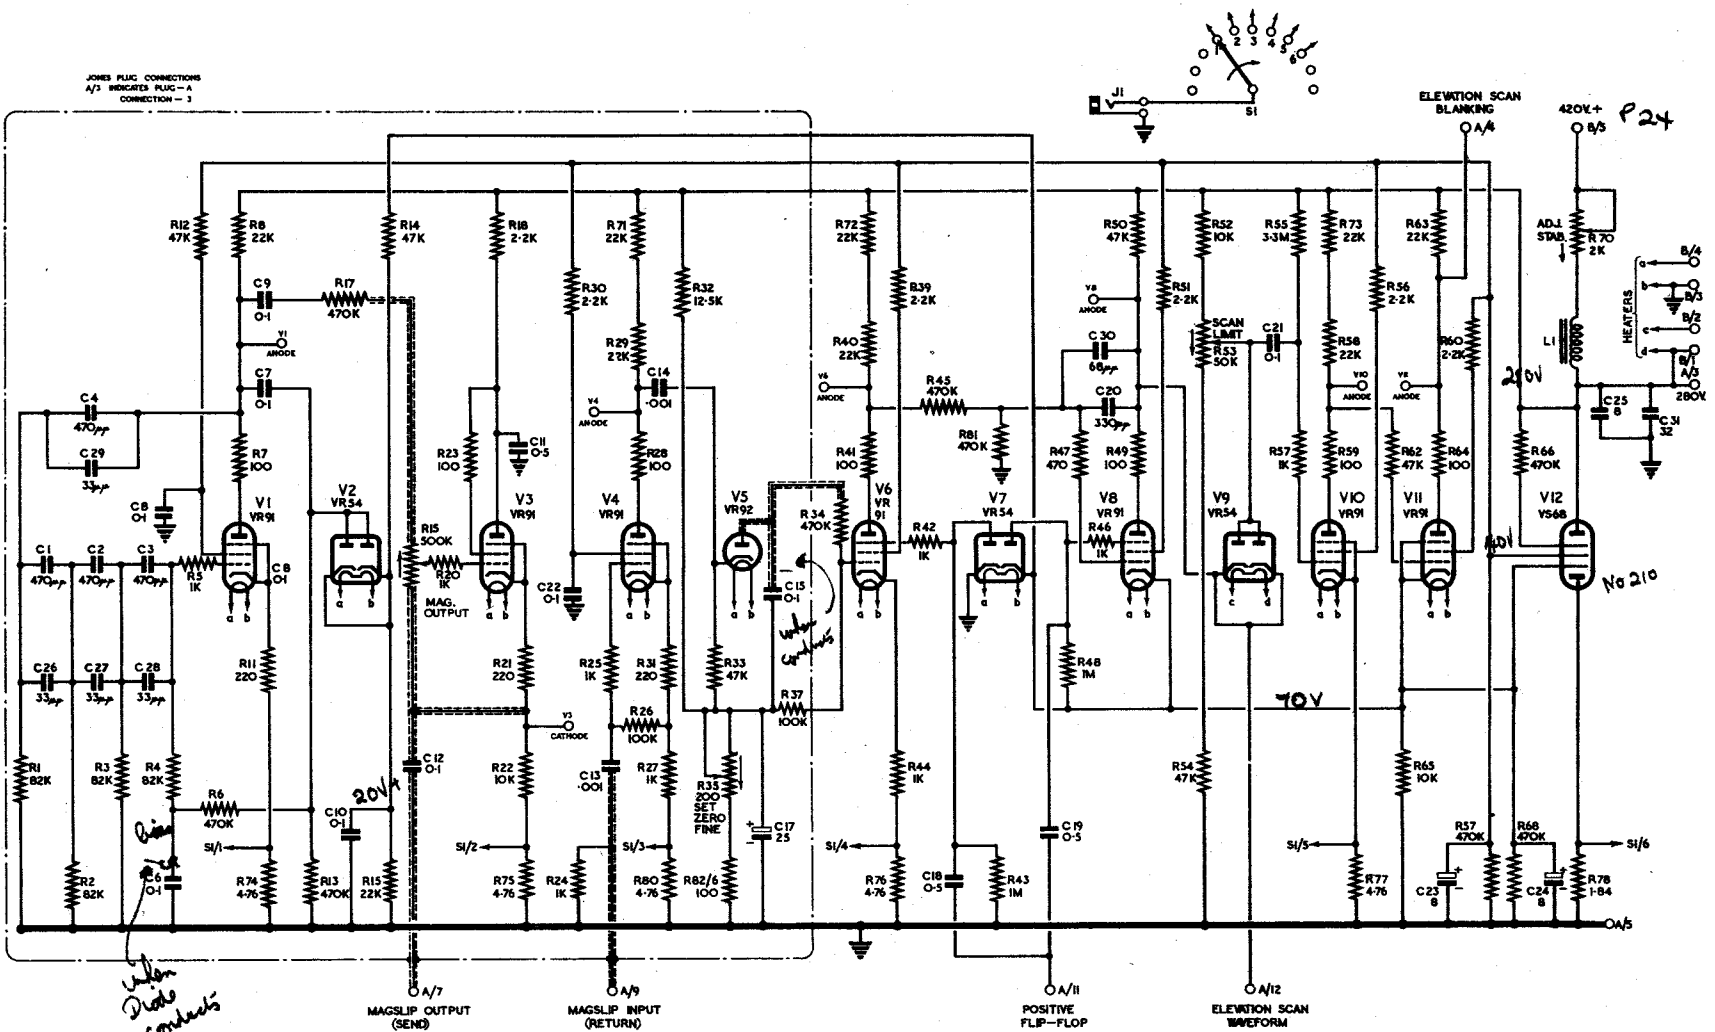 JONES PLUG CONNECTIONS
A/3 INDICATES PLUG - A
CONNECTION - 3
J1
1 2 3 4 5 6
S1
ELEVATION SCAN
BLANKING
A/4
420V.+
B/5
P24
R12
47K
R8
22K
R14
47K
R18
2·2K
R71
22K
R72
22K
R50
47K
R52
10K
R55
3·3M
R73
22K
R63
22K
ADJ.
STAB.
R70
2K
B/4
B/3
B/2
B/1
A/3
280V.
HEATERS
a
b
c
d
C9
0·1
R17
470K
R30
2·2K
R32
12·5K
R39
2·2K
R51
2·2K
R56
2·2K
V1
ANODE
C7
0·1
R29
22K
R40
22K
V8
ANODE
C30
68μμ
SCAN
LIMIT
R53
50K
C21
0·1
R58
22K
R60
2·2K
L1
C4
470μμ
C29
33μμ
C14
·001
V4
ANODE
V6
ANODE
R45
470K
C20
330μμ
V10
ANODE
V11
ANODE
280V
C25
8
C31
32
R7
100
R23
100
C11
0·5
R28
100
R41
100
R81
470K
R47
470
R49
100
R57
1K
R59
100
R62
47K
R64
100
R66
470K
C8
0·1
V1
VR91
V2
VR54
V3
VR91
V4
VR91
V5
VR92
R34
470K
V6
VR
91
V7
VR54
V8
VR91
V9
VR54
V10
VR91
V11
VR91
V12
VS68
C1
470μμ
C2
470μμ
C3
470μμ
R5
1K
C8
0·1
R15
500K
R20
1K
MAG.
OUTPUT
C22
0·1
C15
0·1
R42
1K
R46
1K
No 210
a b
a b
a b
a b
a b
a b
a b
a b
c d
a b
a b
when
conducts
C26
33μμ
C27
33μμ
C28
33μμ
R11
220
R21
220
R25
1K
R31
220
R33
47K
R48
1M
R26
100K
R37
100K
V3
CATHODE
70V
R1
82K
R3
82K
R4
82K
R6
470K
20V+
C10
0·1
C12
0·1
R22
10K
C13
·001
R27
1K
R35
200
SET
ZERO
FINE
C17
25
R44
1K
C19
0·5
R54
47K
R65
10K
R57
470K
R68
470K
Bias
S1/1
S1/2
S1/3
S1/4
S1/5
S1/6
R2
82K
C6
0·1
R74
4·76
R13
470K
R15
22K
R75
4·76
R24
1K
R80
4·76
R82/6
100
R76
4·76
C18
0·5
R43
1M
R77
4·76
C23
8
C24
8
R78
1·84
A/5
when
Diode
conducts
A/7
MAGSLIP OUTPUT
(SEND)
A/9
MAGSLIP INPUT
(RETURN)
A/11
POSITIVE
FLIP-FLOP
A/12
ELEVATION SCAN
WAVEFORM